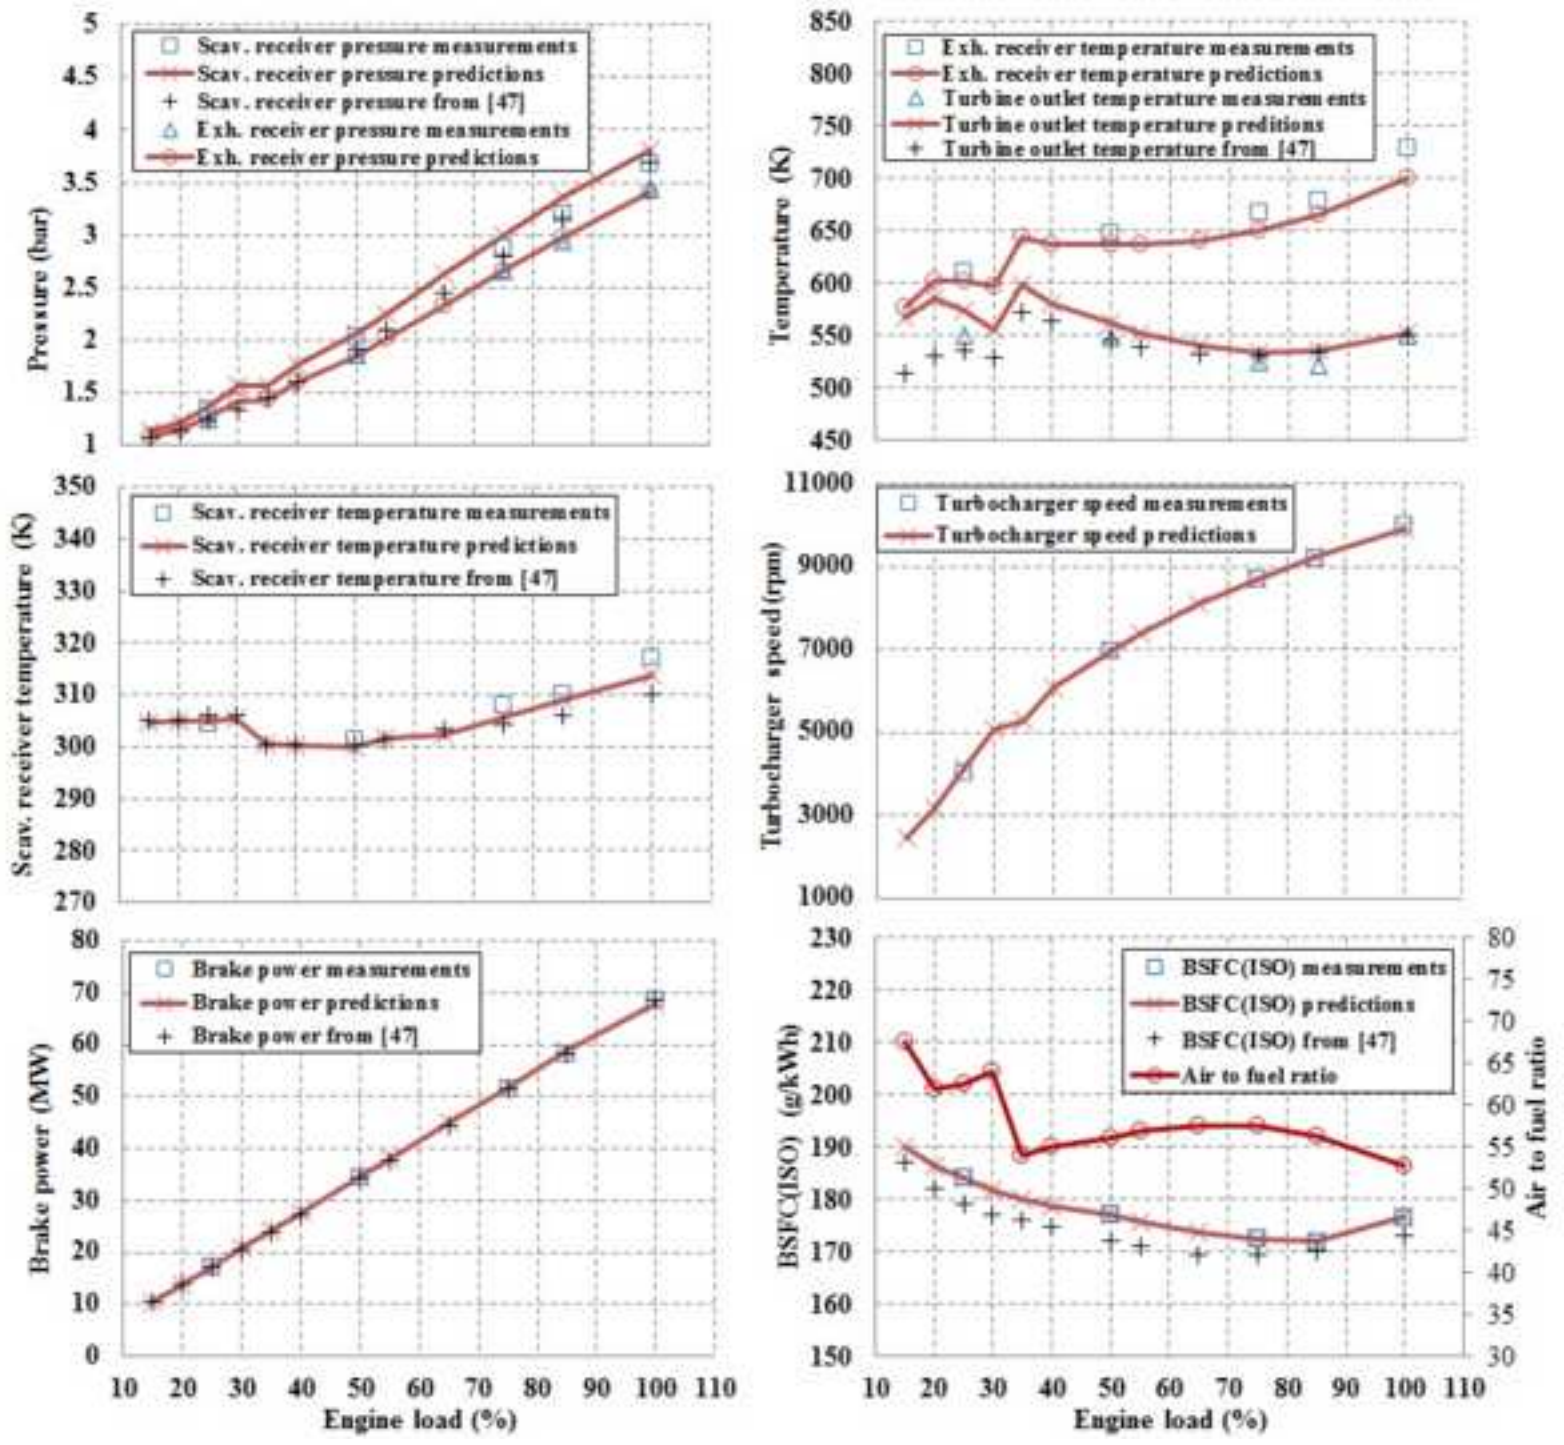 5
4.5
4
3.5
3
2.5
2
1.5
1
Pressure (bar)
Scav. receiver pressure measurements
Scav. receiver pressure predictions
Scav. receiver pressure from [47]
Exh. receiver pressure measurements
Exh. receiver pressure predictions
850
800
750
700
650
600
550
500
450
Temperature (K)
Exh. receiver temperature measurements
Exh. receiver temperature predictions
Turbine outlet temperature measurements
Turbine outlet temperature preditions
Turbine outlet temperature from [47]
350
340
330
320
310
300
290
280
270
Scav. receiver temperature (K)
Scav. receiver temperature measurements
Scav. receiver temperature predictions
Scav. receiver temperature from [47]
11000
9000
7000
5000
3000
1000
Turbocharger speed (rpm)
Turbocharger speed measurements
Turbocharger speed predictions
80
70
60
50
40
30
20
10
0
Brake power (MW)
Brake power measurements
Brake power predictions
Brake power from [47]
10 20 30 40 50 60 70 80 90 100 110
Engine load (%)
230
220
210
200
190
180
170
160
150
BSFC(ISO) (g/kWh)
BSFC(ISO) measurements
BSFC(ISO) predictions
BSFC(ISO) from [47]
Air to fuel ratio
80
75
70
65
60
55
50
45
40
35
30
Air to fuel ratio
10 20 30 40 50 60 70 80 90 100 110
Engine load (%)